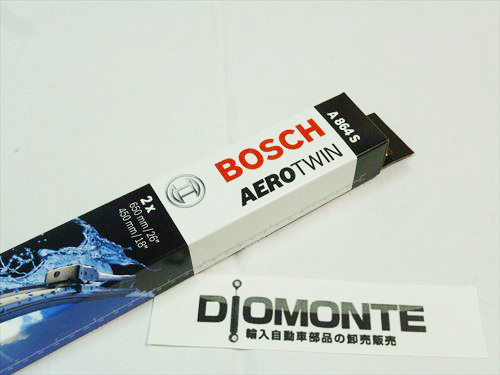 A 864 S
BOSCH
AEROTWIN
2x
650 mm/26"
450 mm/18"
DIOMONTE
輸入自動車部品の卸売販売